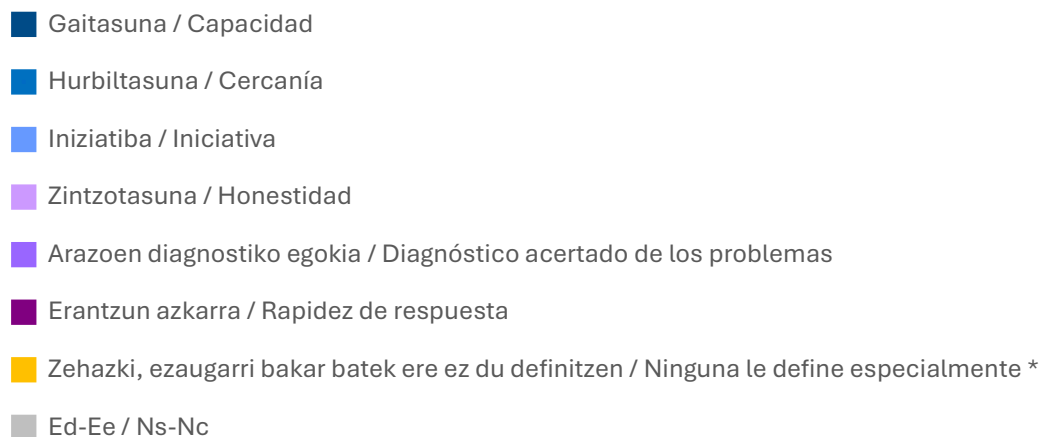 Gaitasuna / Capacidad
Hurbiltasuna / Cercanía
Iniziatiba / Iniciativa
Zintzotasuna / Honestidad
Arazoen diagnostiko egokia / Diagnóstico acertado de los problemas
Erantzun azkarra / Rapidez de respuesta
Zehazki, ezaugarri bakar batek ere ez du definitzen / Ninguna le define especialmente *
Ed-Ee / Ns-Nc